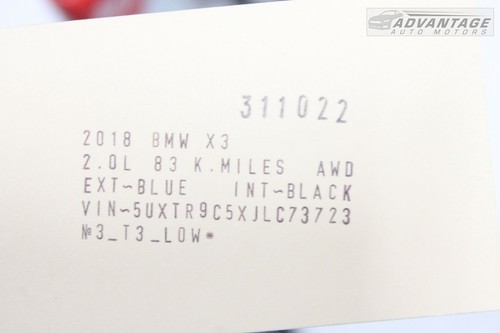 ADVANTAGE
AUTO MOTORS
311022
2018 BMW X3
2.0L 83 K.MILES AWD
EXT~BLUE INT~BLACK
VIN~5UXTR9C5XJLC73723
№3_T3_LOW*